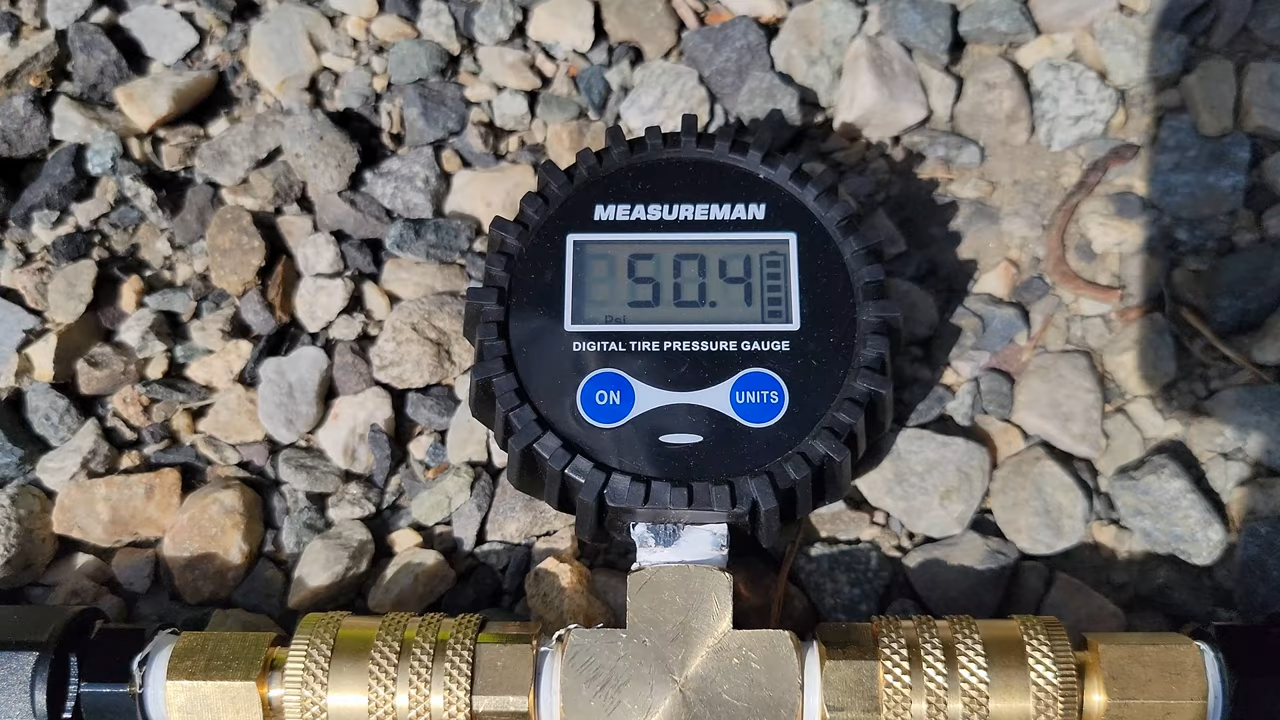 MEASUREMAN
50.4
Psi
DIGITAL TIRE PRESSURE GAUGE
ON
UNITS